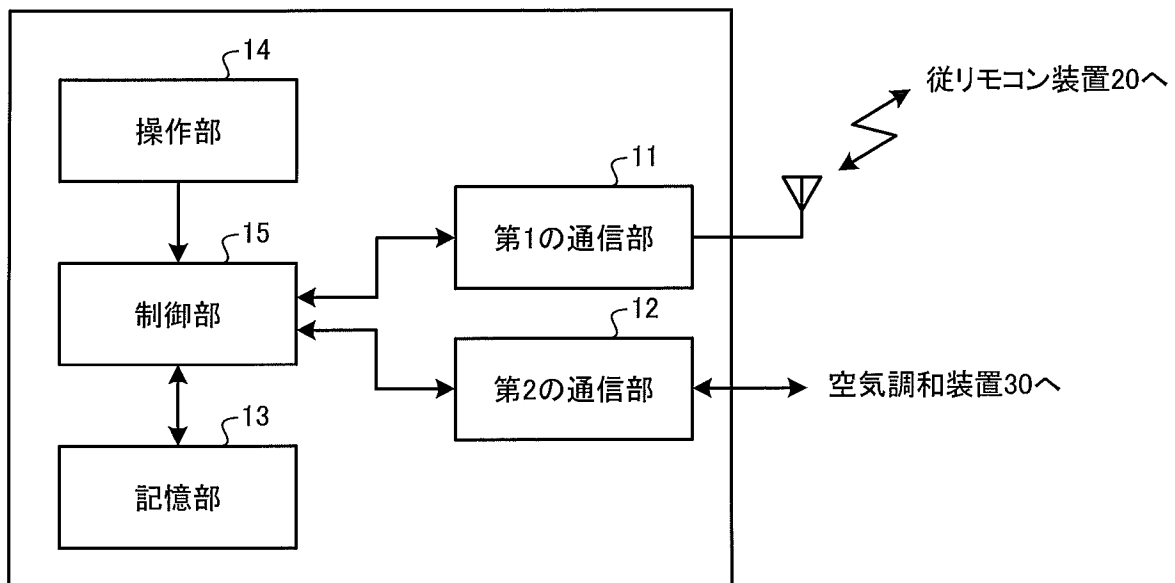 14
操作部
従リモコン装置20へ
11
第1の通信部
15
制御部
12
第2の通信部
空気調和装置30へ
13
記憶部